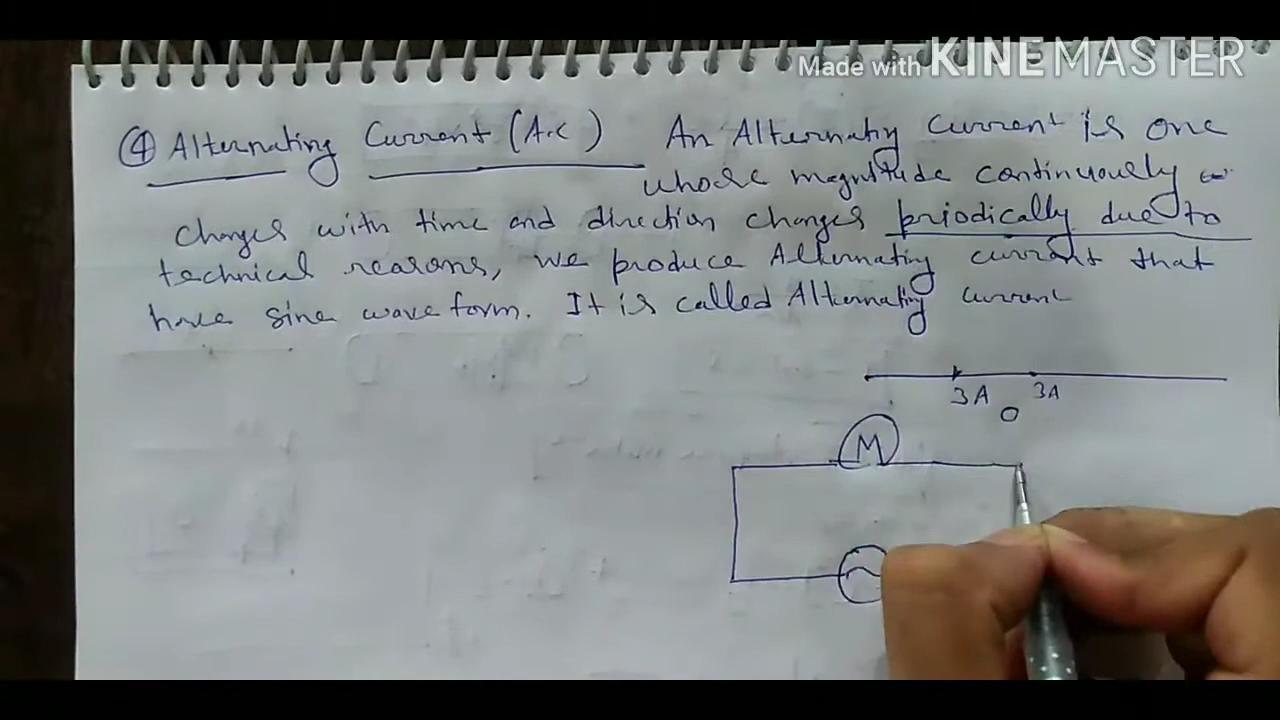 Made with KINEMASTER
④ Alternating Current (A.C) An Alternating current is one
whose magnitude continuously
changes with time and direction changes priodically due to
technical reasons, we produce Alternating current that
have sine wave form. It is called Alternating current
3A 3A
O
M